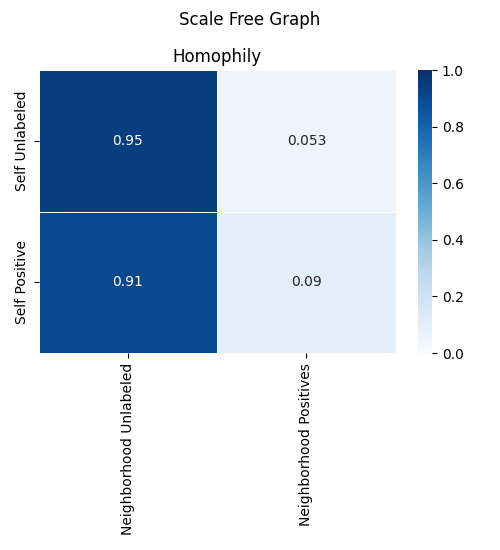 Scale Free Graph
Homophily
Self Unlabeled
0.95
0.053
Self Positive
0.91
0.09
Neighborhood Unlabeled
Neighborhood Positives
1.0
0.8
0.6
0.4
0.2
0.0